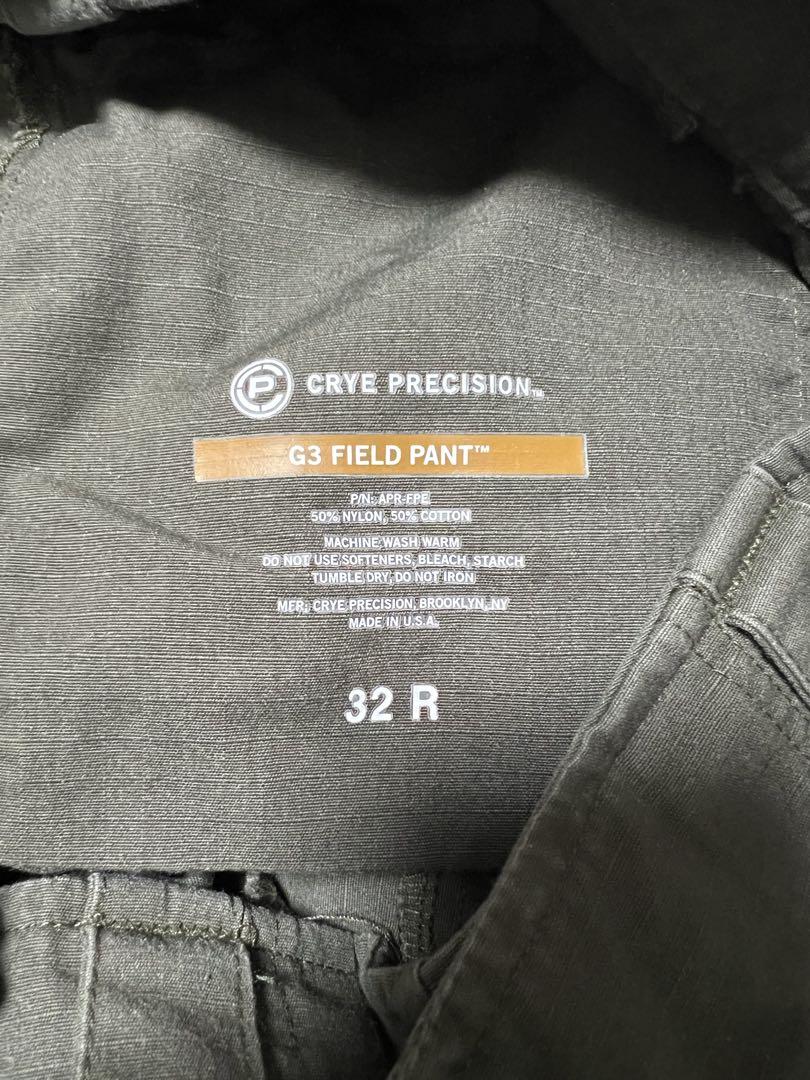 P CRYE PRECISION™
G3 FIELD PANT™
P/N: APR-FPE
50% NYLON, 50% COTTON
MACHINE WASH WARM
DO NOT USE SOFTENERS, BLEACH, STARCH
TUMBLE DRY, DO NOT IRON
MFR: CRYE PRECISION, BROOKLYN, NY
MADE IN U.S.A.
32 R